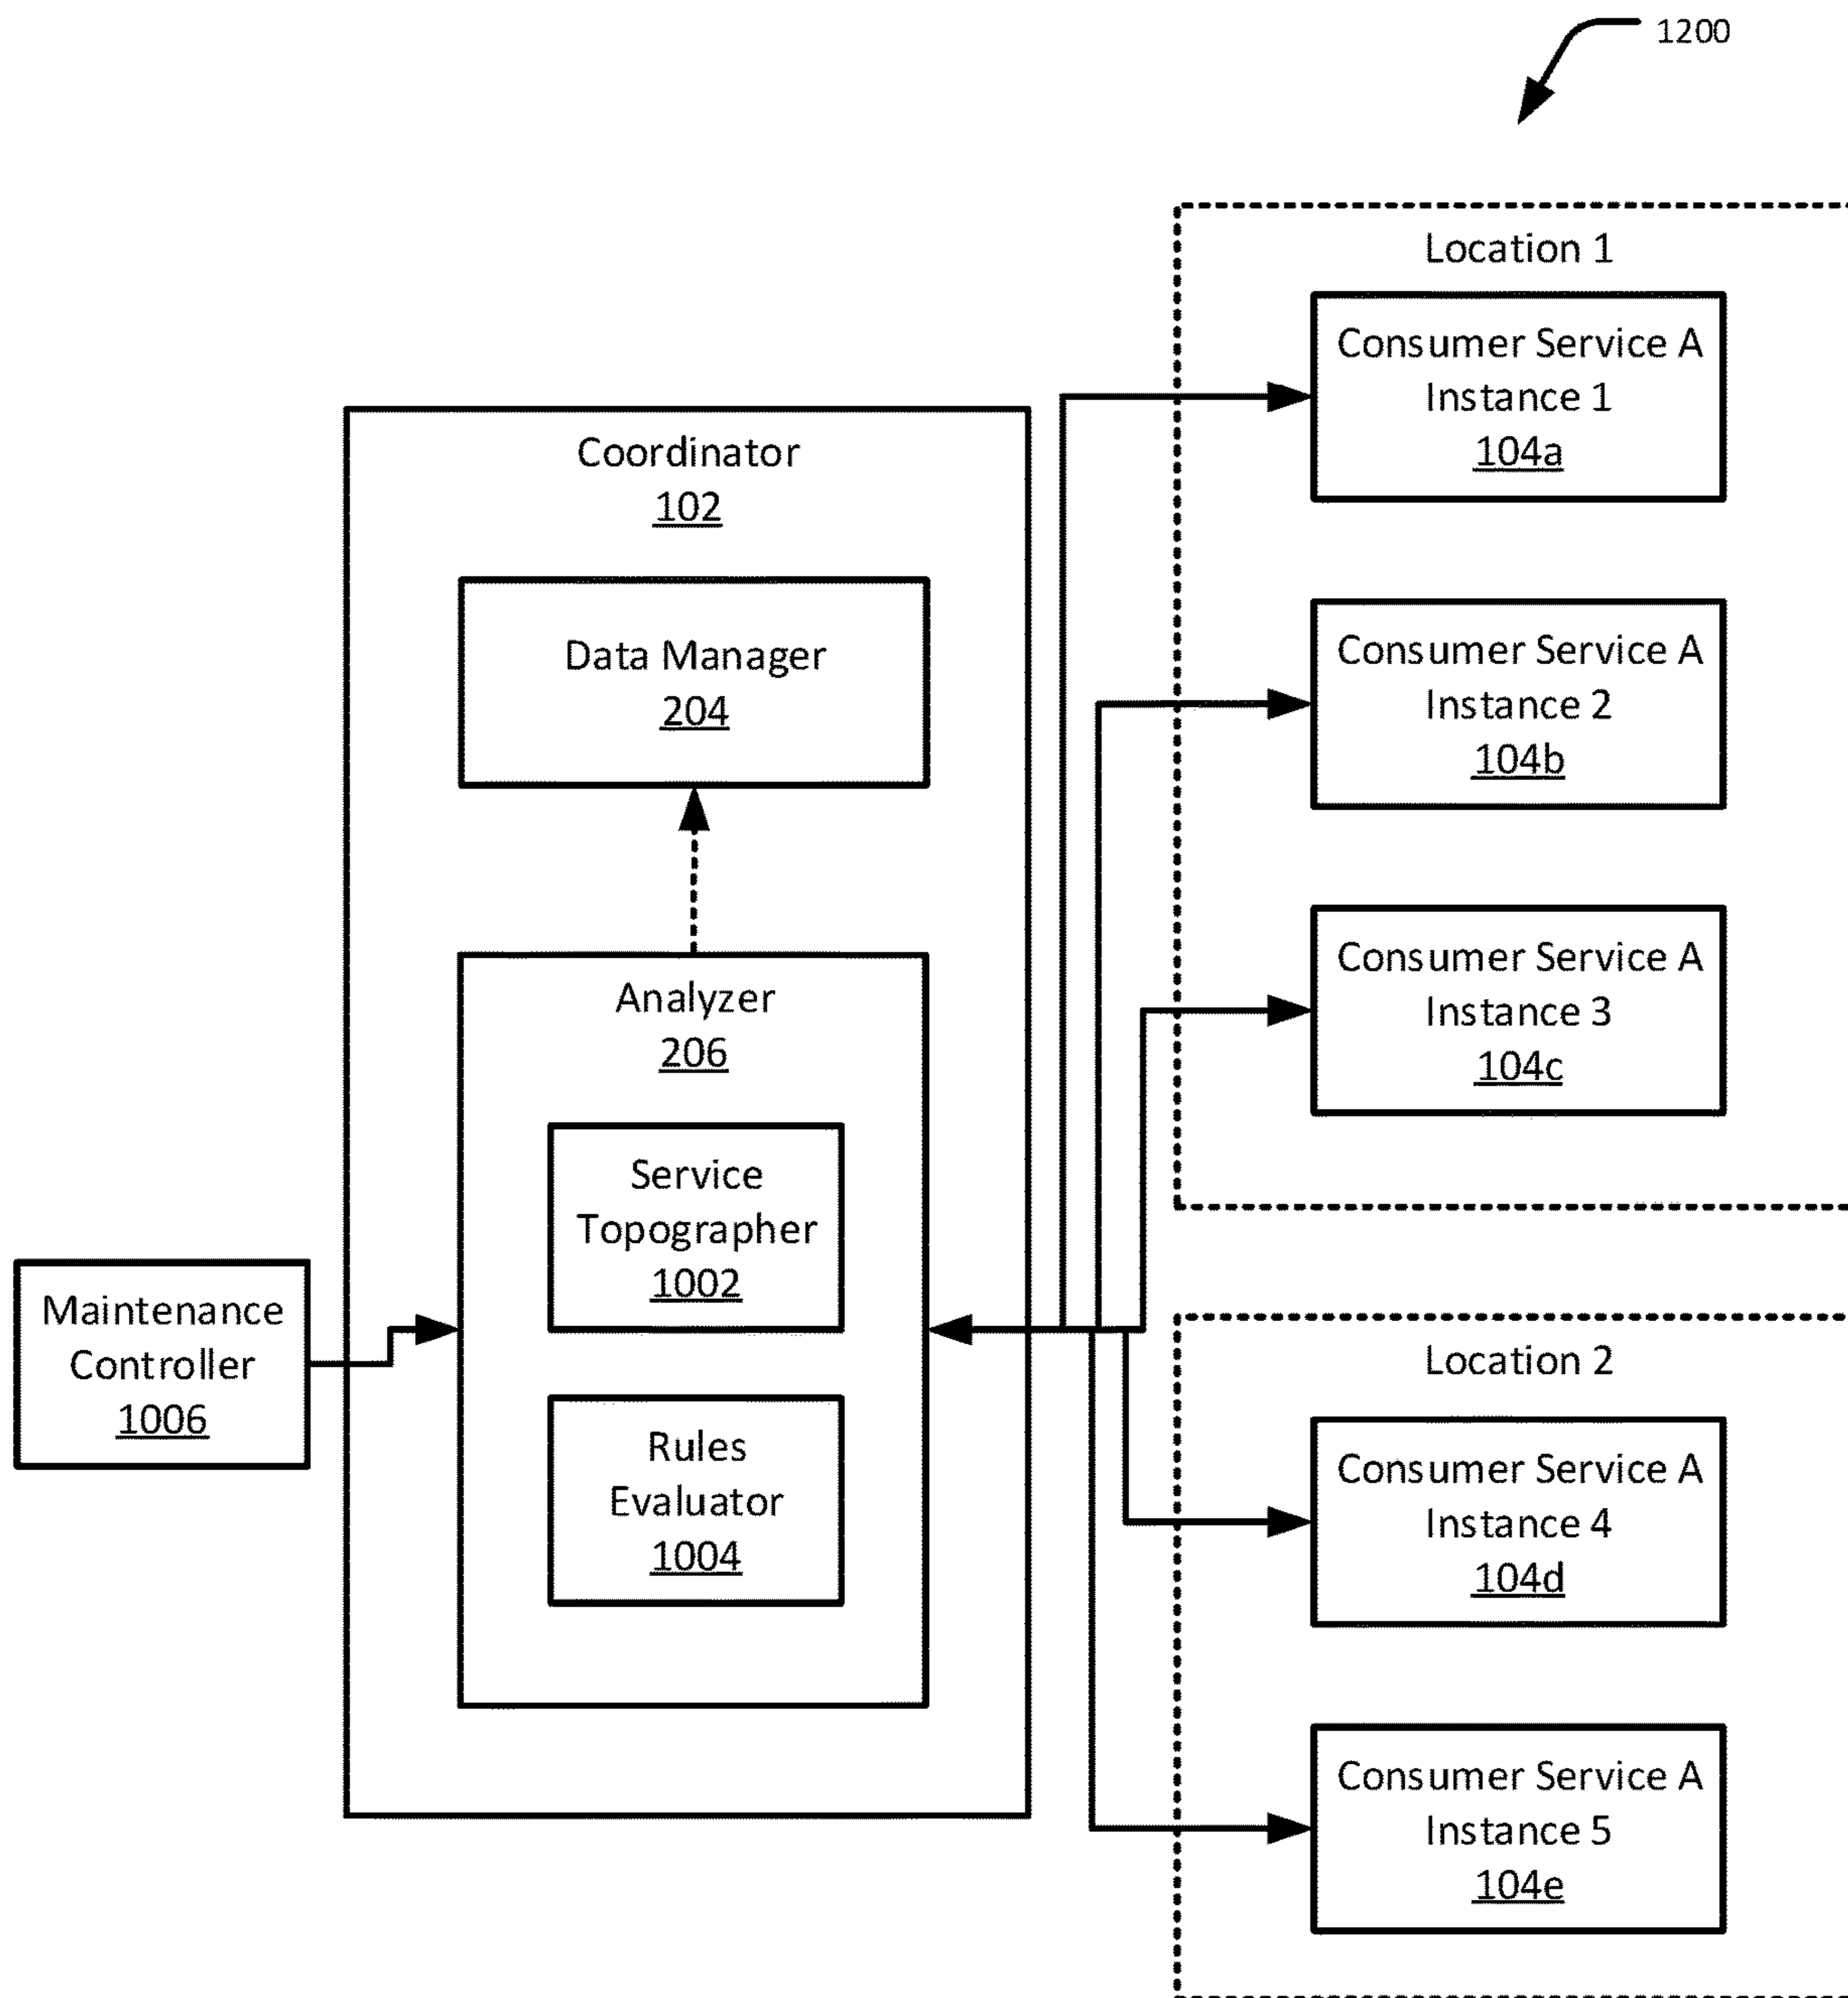 1200
Location 1
Consumer Service A
Instance 1
104a
Consumer Service A
Instance 2
104b
Consumer Service A
Instance 3
104c
Coordinator
102
Data Manager
204
Analyzer
206
Service
Topographer
1002
Rules
Evaluator
1004
Maintenance
Controller
1006
Location 2
Consumer Service A
Instance 4
104d
Consumer Service A
Instance 5
104e